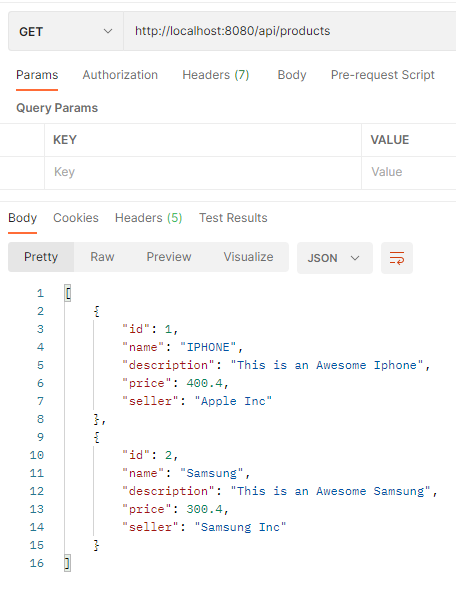 GET http://localhost:8080/api/products
Params Authorization Headers (7) Body Pre-request Script
Query Params
KEY VALUE
Key Value
Body Cookies Headers (5) Test Results
Pretty Raw Preview Visualize JSON
1 [
2 {
3 "id": 1,
4 "name": "IPHONE",
5 "description": "This is an Awesome Iphone",
6 "price": 400.4,
7 "seller": "Apple Inc"
8 },
9 {
10 "id": 2,
11 "name": "Samsung",
12 "description": "This is an Awesome Samsung",
13 "price": 300.4,
14 "seller": "Samsung Inc"
15 }
16 ]